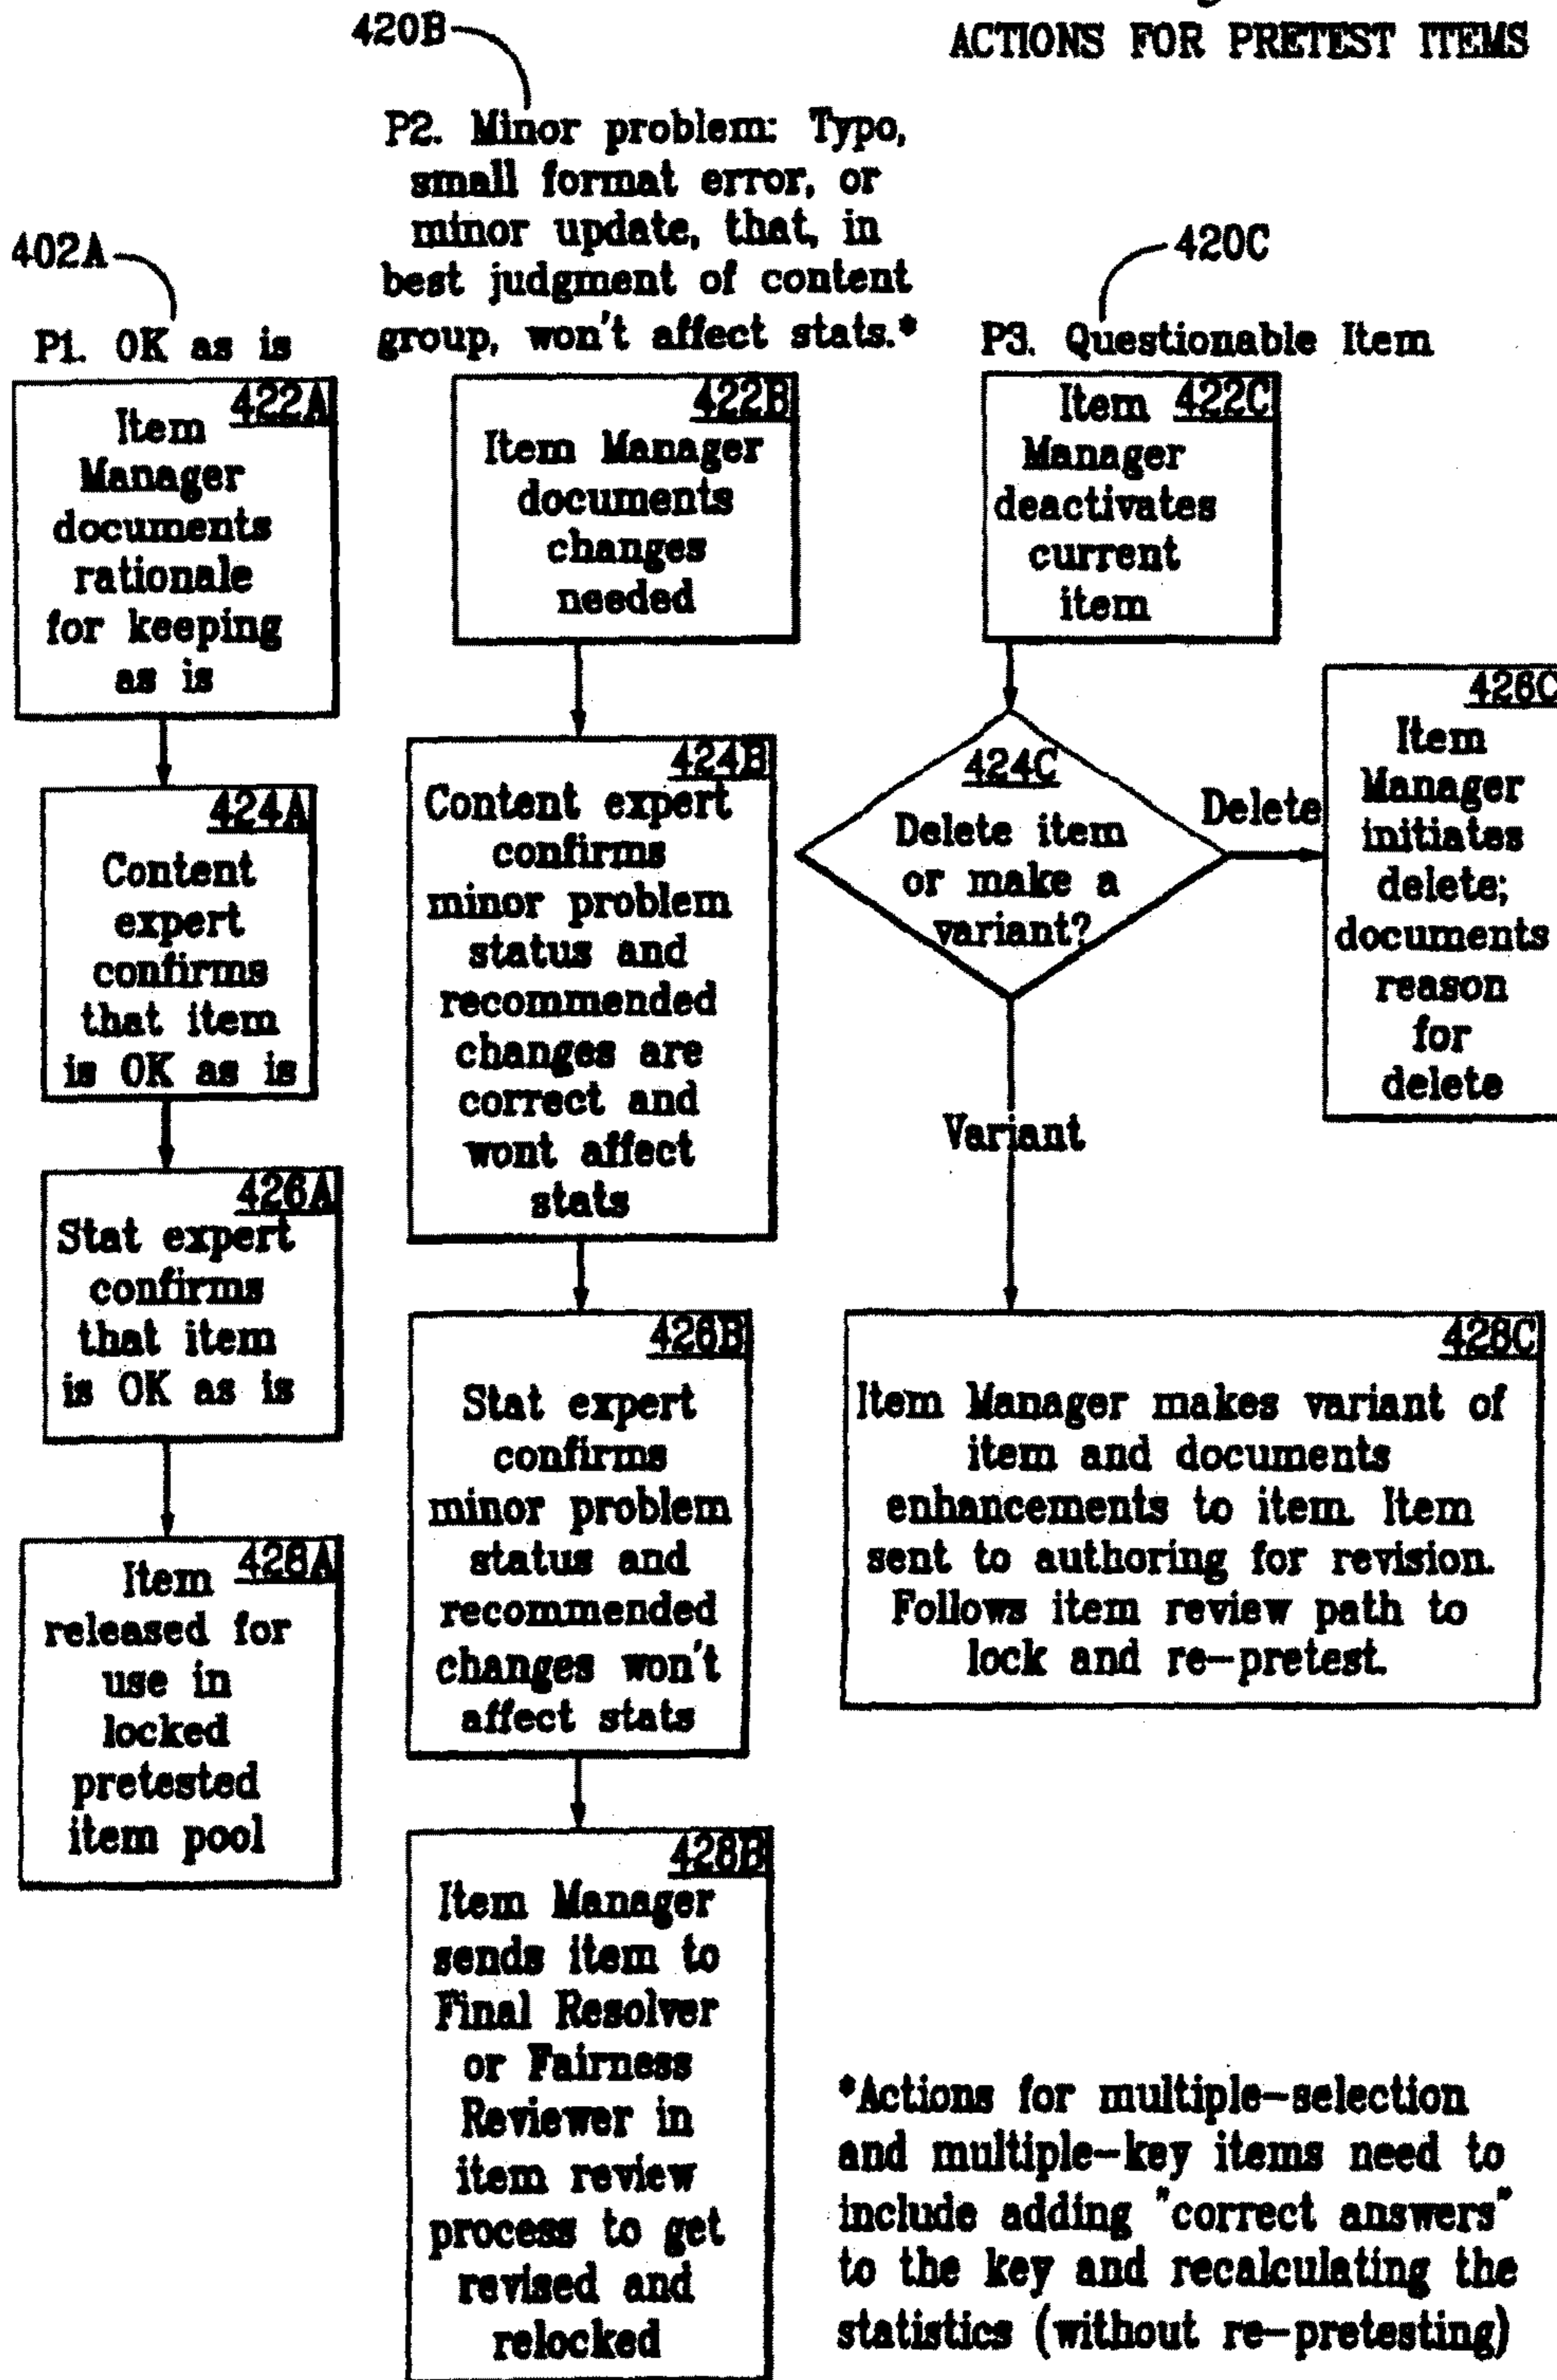 ACTIONS FOR PRETEST ITEMS
402A
P1. OK as is
422A
Item
Manager
documents
rationale
for keeping
as is
424A
Content
expert
confirms
that item
is OK as is
426A
Stat expert
confirms
that item
is OK as is
428A
Item
released for
use in
locked
pretested
item pool
420B
P2. Minor problem: Typo,
small format error, or
minor update, that, in
best judgment of content
group, won't affect stats.*
422B
Item Manager
documents
changes
needed
424B
Content expert
confirms
minor problem
status and
recommended
changes are
correct and
wont affect
stats
426B
Stat expert
confirms
minor problem
status and
recommended
changes won't
affect stats
428B
Item Manager
sends item to
Final Resolver
or Fairness
Reviewer in
item review
process to get
revised and
relocked
420C
P3. Questionable Item
422C
Item
Manager
deactivates
current
item
424C
Delete item
or make a
variant?
Delete
426C
Item
Manager
initiates
delete;
documents
reason
for
delete
Variant
428C
Item Manager makes variant of
item and documents
enhancements to item. Item
sent to authoring for revision.
Follows item review path to
lock and re-pretest.
*Actions for multiple-selection
and multiple-key items need to
include adding "correct answers"
to the key and recalculating the
statistics (without re-pretesting)